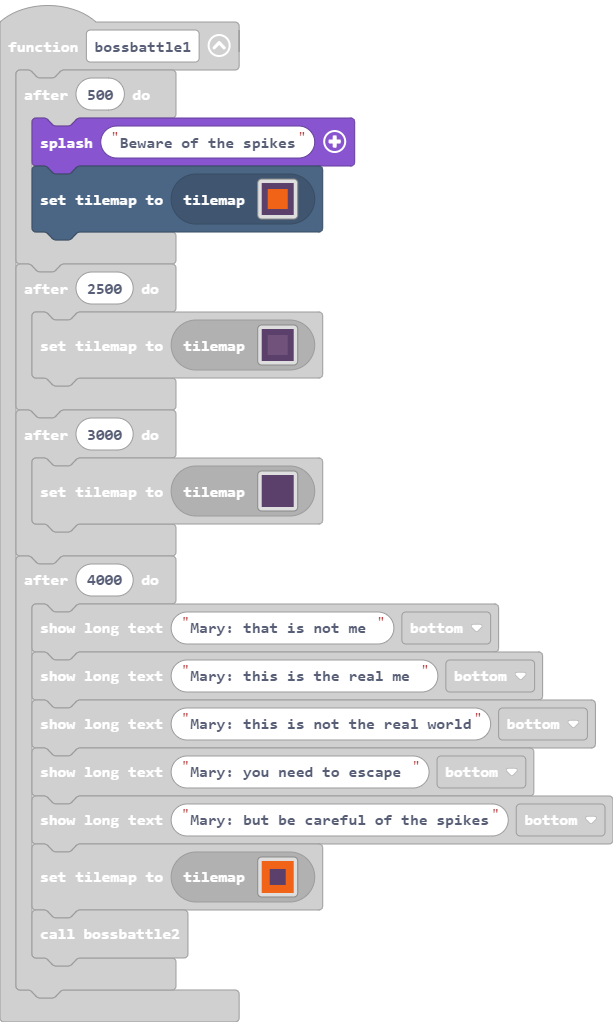 function bossbattle1
after 500 do
splash "Beware of the spikes"
set tilemap to tilemap
after 2500 do
set tilemap to tilemap
after 3000 do
set tilemap to tilemap
after 4000 do
show long text "Mary: that is not me " bottom
show long text "Mary: this is the real me " bottom
show long text "Mary: this is not the real world" bottom
show long text "Mary: you need to escape " bottom
show long text "Mary: but be careful of the spikes" bottom
set tilemap to tilemap
call bossbattle2